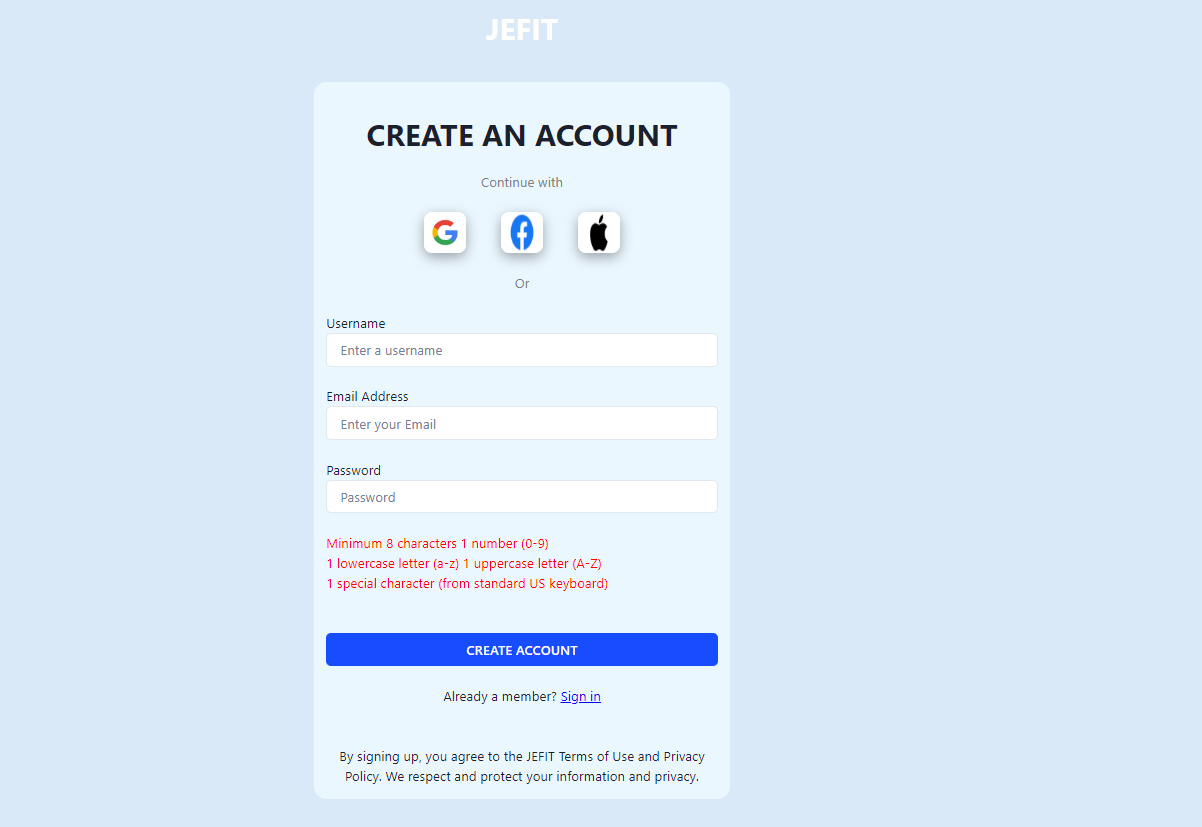 JEFIT
CREATE AN ACCOUNT
Continue with
Or
Username
Enter a username
Email Address
Enter your Email
Password
Password
Minimum 8 characters 1 number (0-9)
1 lowercase letter (a-z) 1 uppercase letter (A-Z)
1 special character (from standard US keyboard)
CREATE ACCOUNT
Already a member? Sign in
By signing up, you agree to the JEFIT Terms of Use and Privacy
Policy. We respect and protect your information and privacy.